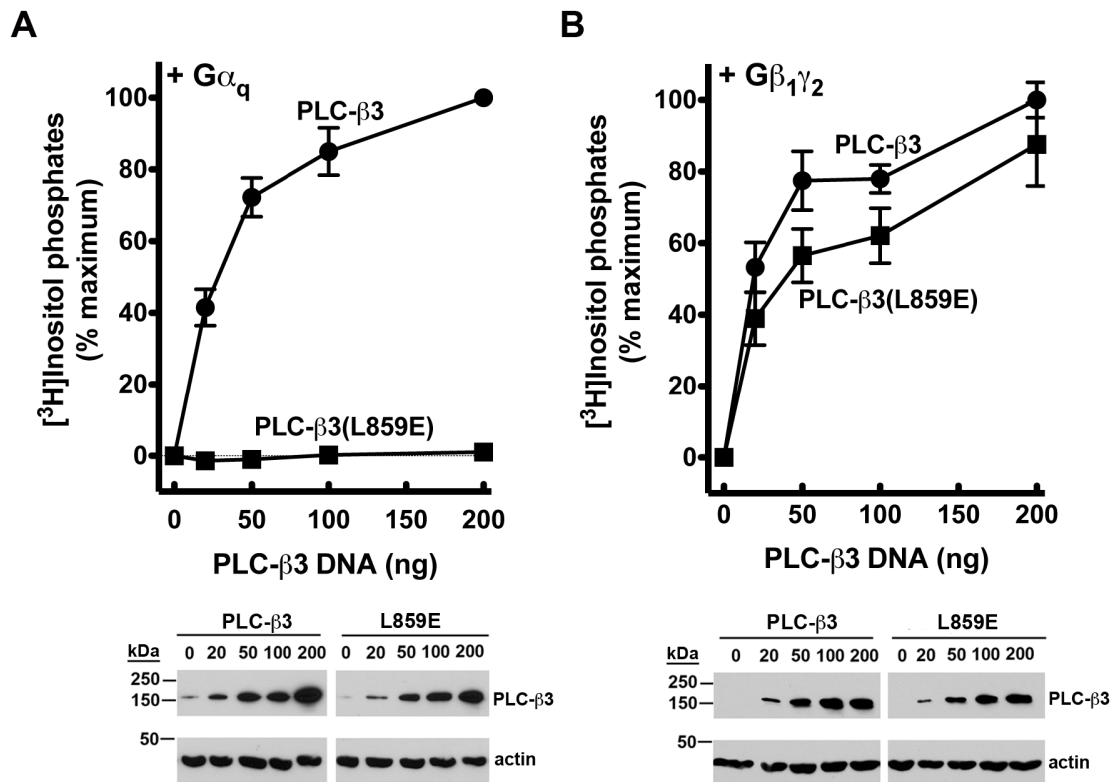 A
+ Gαq
PLC-β3
PLC-β3(L859E)
[³H]Inositol phosphates
(% maximum)
100
80
60
40
20
0
0 50 100 150 200
PLC-β3 DNA (ng)
PLC-β3 L859E
kDa 0 20 50 100 200 0 20 50 100 200
250
150
PLC-β3
50
actin
B
+ Gβ₁γ₂
PLC-β3
PLC-β3(L859E)
[³H]Inositol phosphates
(% maximum)
100
80
60
40
20
0
0 50 100 150 200
PLC-β3 DNA (ng)
PLC-β3 L859E
kDa 0 20 50 100 200 0 20 50 100 200
250
150
PLC-β3
50
actin